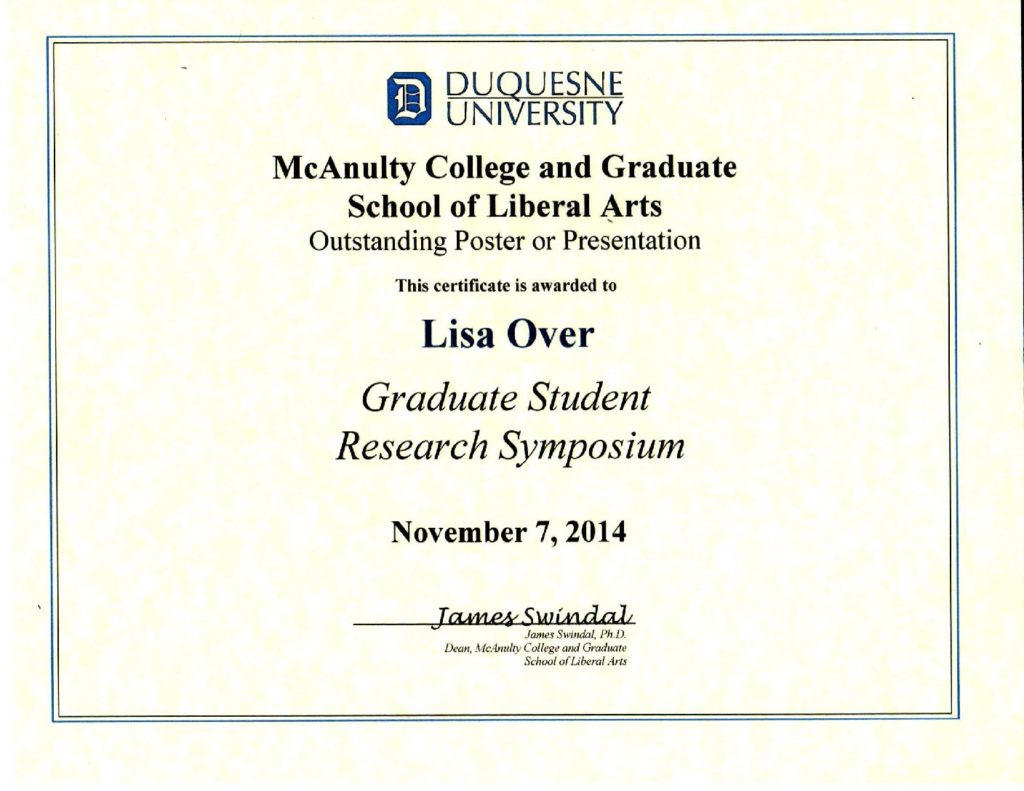 DUQUESNE
UNIVERSITY
McAnulty College and Graduate
School of Liberal Arts
Outstanding Poster or Presentation
This certificate is awarded to
Lisa Over
Graduate Student
Research Symposium
November 7, 2014
James Swindal
James Swindal, Ph.D.
Dean, McAnulty College and Graduate
School of Liberal Arts